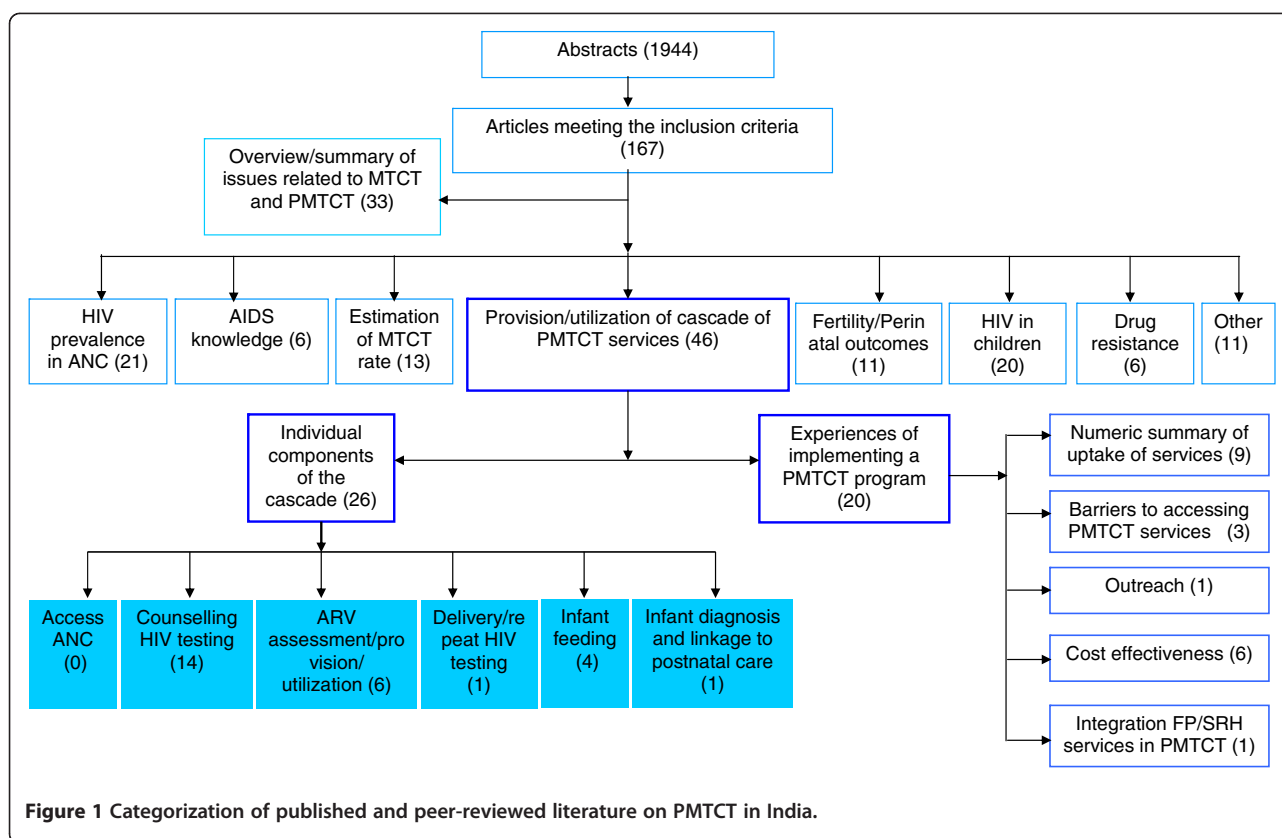 Abstracts (1944)
Articles meeting the inclusion criteria
(167)
Overview/summary of
issues related to MTCT
and PMTCT (33)
HIV
prevalence
in ANC (21)
AIDS
knowledge (6)
Estimation
of MTCT
rate (13)
Provision/utilization of cascade of
PMTCT services (46)
Fertility/Perin
atal outcomes
(11)
HIV in
children
(20)
Drug
resistance
(6)
Other
(11)
Individual
components
of the
cascade (26)
Experiences of
implementing a
PMTCT program
(20)
Numeric summary of
uptake of services (9)
Barriers to accessing
PMTCT services (3)
Outreach (1)
Cost effectiveness (6)
Integration FP/SRH
services in PMTCT (1)
Access
ANC
(0)
Counselling
HIV testing
(14)
ARV
assessment/pro
vision/
utilization (6)
Delivery/re
peat HIV
testing
(1)
Infant
feeding
(4)
Infant diagnosis
and linkage to
postnatal care
(1)
Figure 1 Categorization of published and peer-reviewed literature on PMTCT in India.